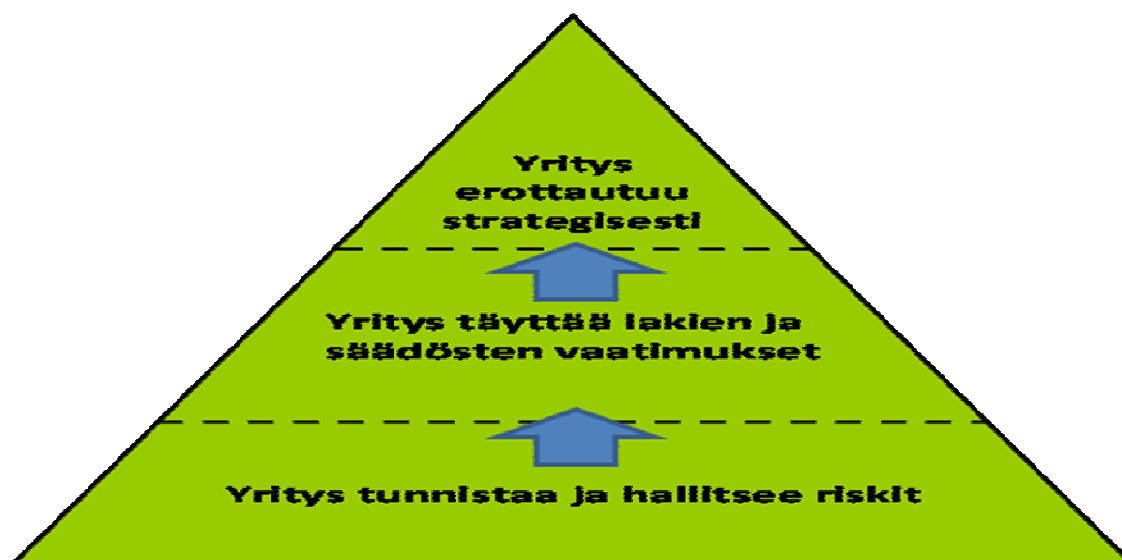 Yritys
erottautuu
strategisesti
Yritys täyttää lakien ja
säädösten vaatimukset
Yritys tunnistaa ja hallitsee riskit